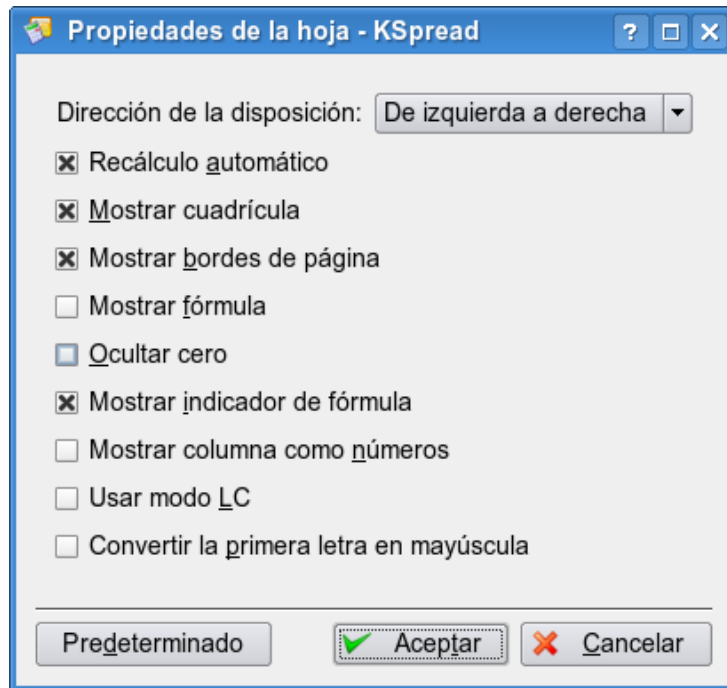 Propiedades de la hoja - KSpread
Dirección de la disposición: De izquierda a derecha
Recálculo automático
Mostrar cuadrícula
Mostrar bordes de página
Mostrar fórmula
Ocultar cero
Mostrar indicador de fórmula
Mostrar columna como números
Usar modo LC
Convertir la primera letra en mayúscula
Predeterminado Aceptar Cancelar